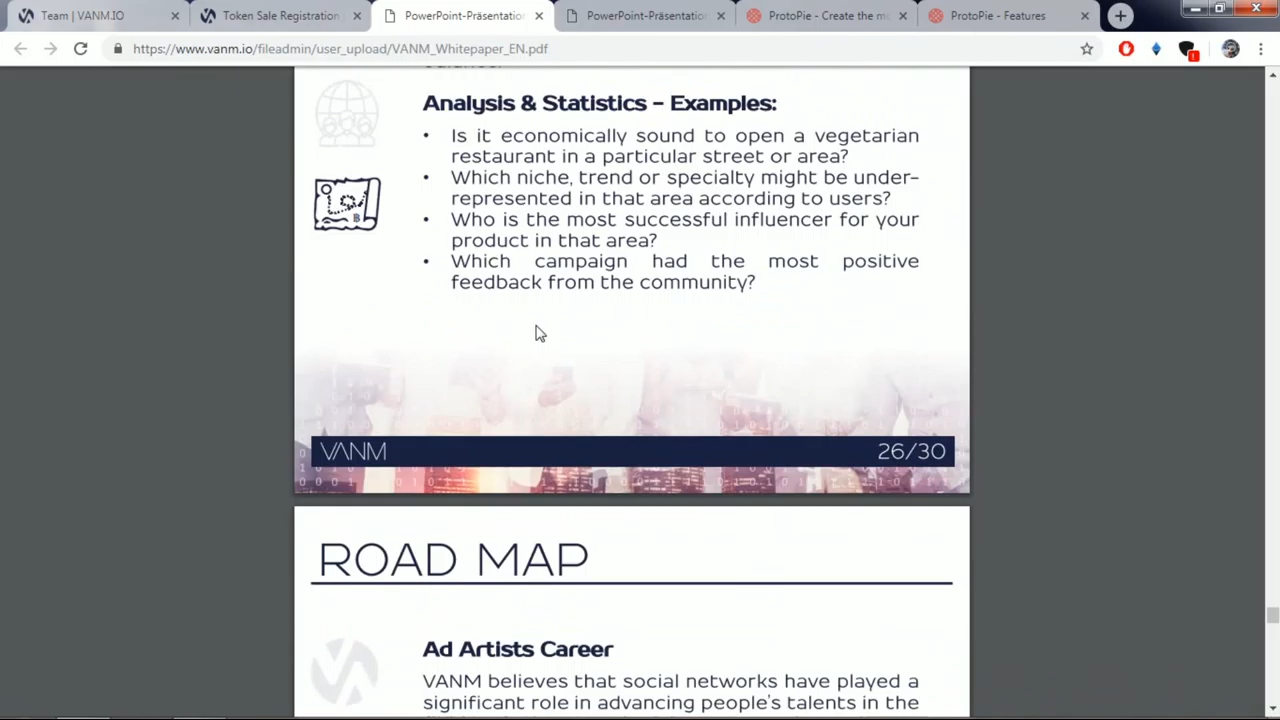 Team | VANM.IO
Token Sale Registration
PowerPoint-Präsentatio
PowerPoint-Präsentatio
ProtoPie - Create the mo
ProtoPie - Features
https://www.vanm.io/fileadmin/user_upload/VANM_Whitepaper_EN.pdf
Analysis & Statistics - Examples:
• Is it economically sound to open a vegetarian
restaurant in a particular street or area?
• Which niche, trend or specialty might be under-
represented in that area according to users?
• Who is the most successful influencer for your
product in that area?
• Which campaign had the most positive
feedback from the community?
VANM 26/30
ROAD MAP
Ad Artists Career
VANM believes that social networks have played a
significant role in advancing people's talents in the